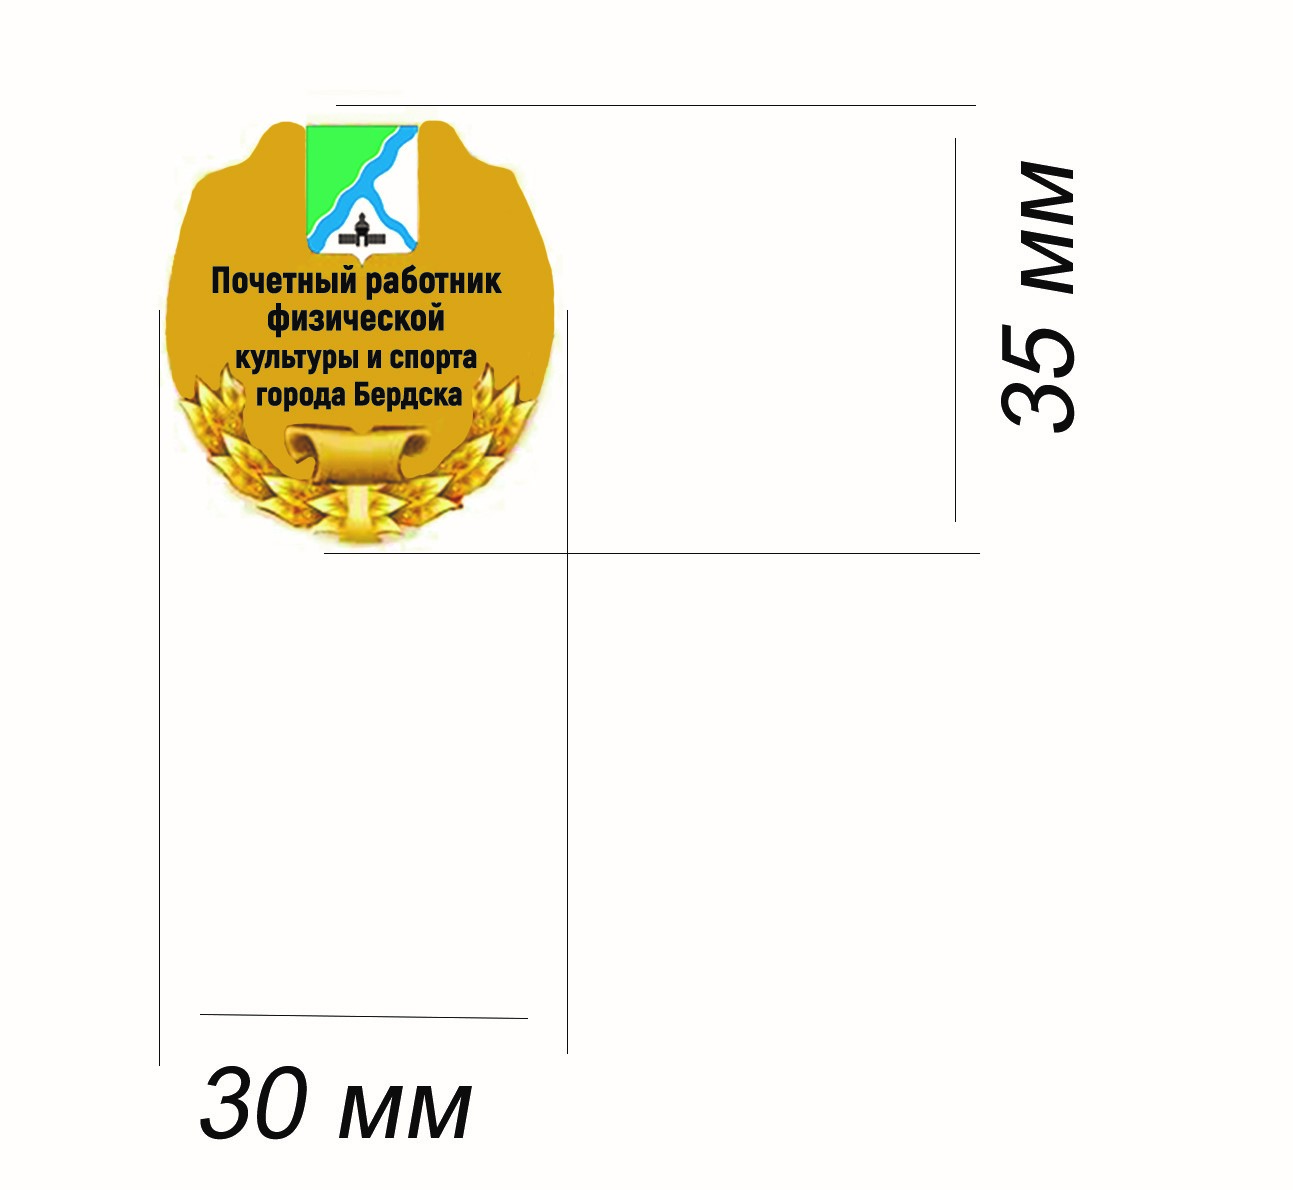 Почетный работник
физической
культуры и спорта
города Бердска
35 мм
30 мм